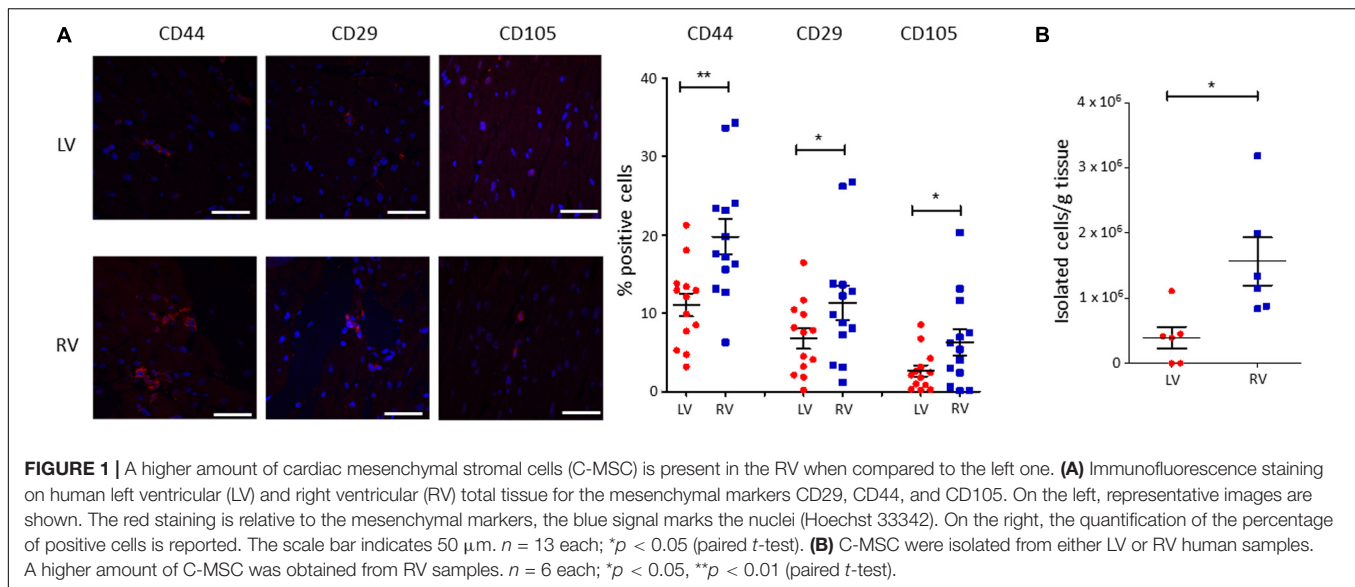 A
CD44 CD29 CD105
LV
RV
CD44 CD29 CD105
% positive cells
40
30
20
10
0
** * *
LV RV LV RV LV RV
B
Isolated cells/g tissue
4 x 10⁶
3 x 10⁶
2 x 10⁶
1 x 10⁶
0
*
LV RV
FIGURE 1 | A higher amount of cardiac mesenchymal stromal cells (C-MSC) is present in the RV when compared to the left one. (A) Immunofluorescence staining
on human left ventricular (LV) and right ventricular (RV) total tissue for the mesenchymal markers CD29, CD44, and CD105. On the left, representative images are
shown. The red staining is relative to the mesenchymal markers, the blue signal marks the nuclei (Hoechst 33342). On the right, the quantification of the percentage
of positive cells is reported. The scale bar indicates 50 μm. n = 13 each; *p < 0.05 (paired t-test). (B) C-MSC were isolated from either LV or RV human samples.
A higher amount of C-MSC was obtained from RV samples. n = 6 each; *p < 0.05, **p < 0.01 (paired t-test).